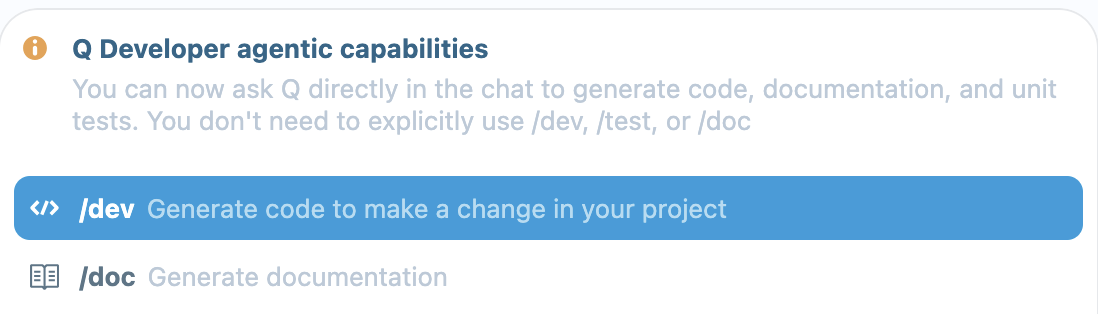 Q Developer agentic capabilities
You can now ask Q directly in the chat to generate code, documentation, and unit
tests. You don't need to explicitly use /dev, /test, or /doc
/dev Generate code to make a change in your project
/doc Generate documentation